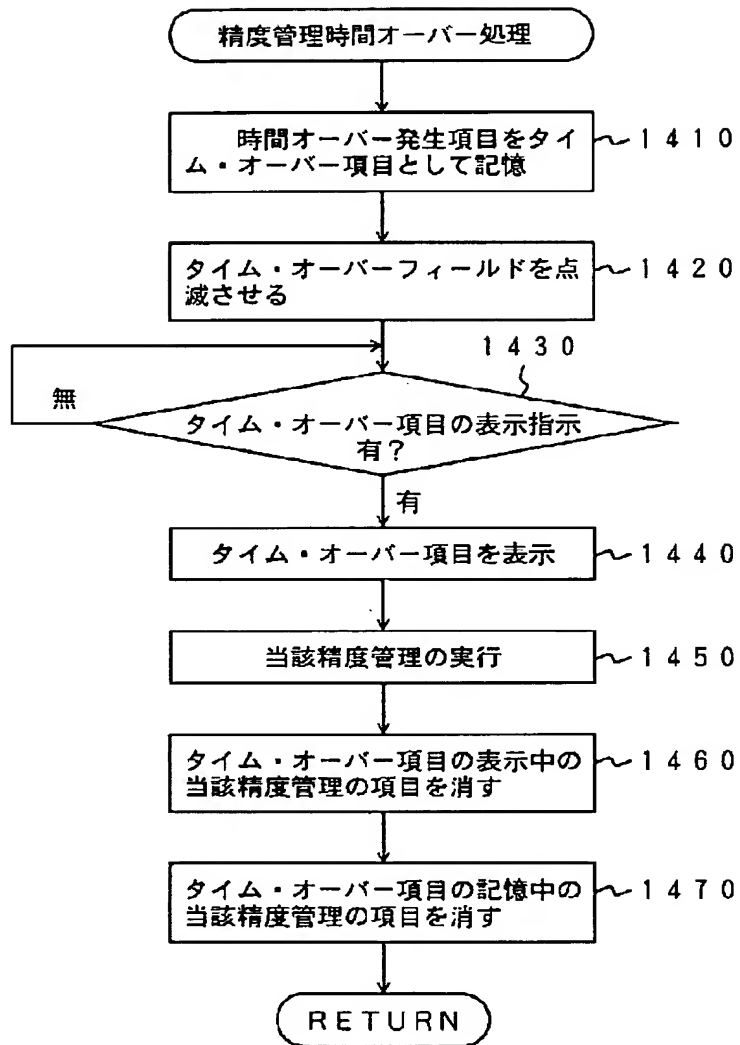 精度管理時間オーバー処理
時間オーバー発生項目をタイ
ム・オーバー項目として記憶
1410
タイム・オーバーフィールドを点
滅させる
1420
1430
無
タイム・オーバー項目の表示指示
有?
有
タイム・オーバー項目を表示
1440
当該精度管理の実行
1450
タイム・オーバー項目の表示中の
当該精度管理の項目を消す
1460
タイム・オーバー項目の記憶中の
当該精度管理の項目を消す
1470
RETURN